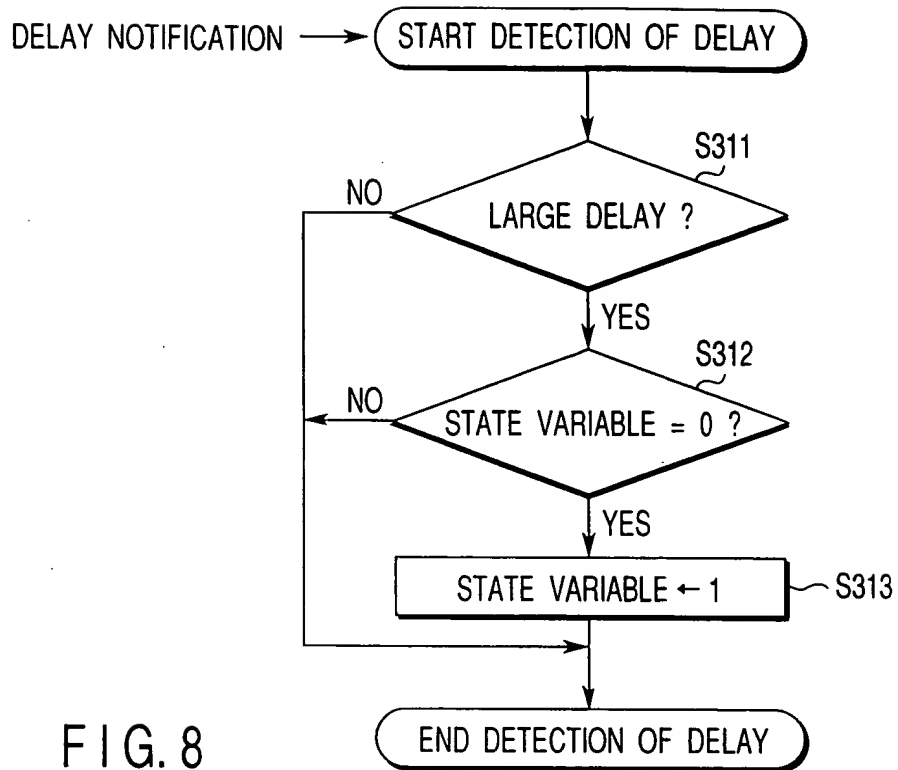 DELAY NOTIFICATION
START DETECTION OF DELAY
S311
NO
LARGE DELAY ?
YES
S312
NO
STATE VARIABLE = 0 ?
YES
STATE VARIABLE ← 1
S313
END DETECTION OF DELAY
FIG. 8